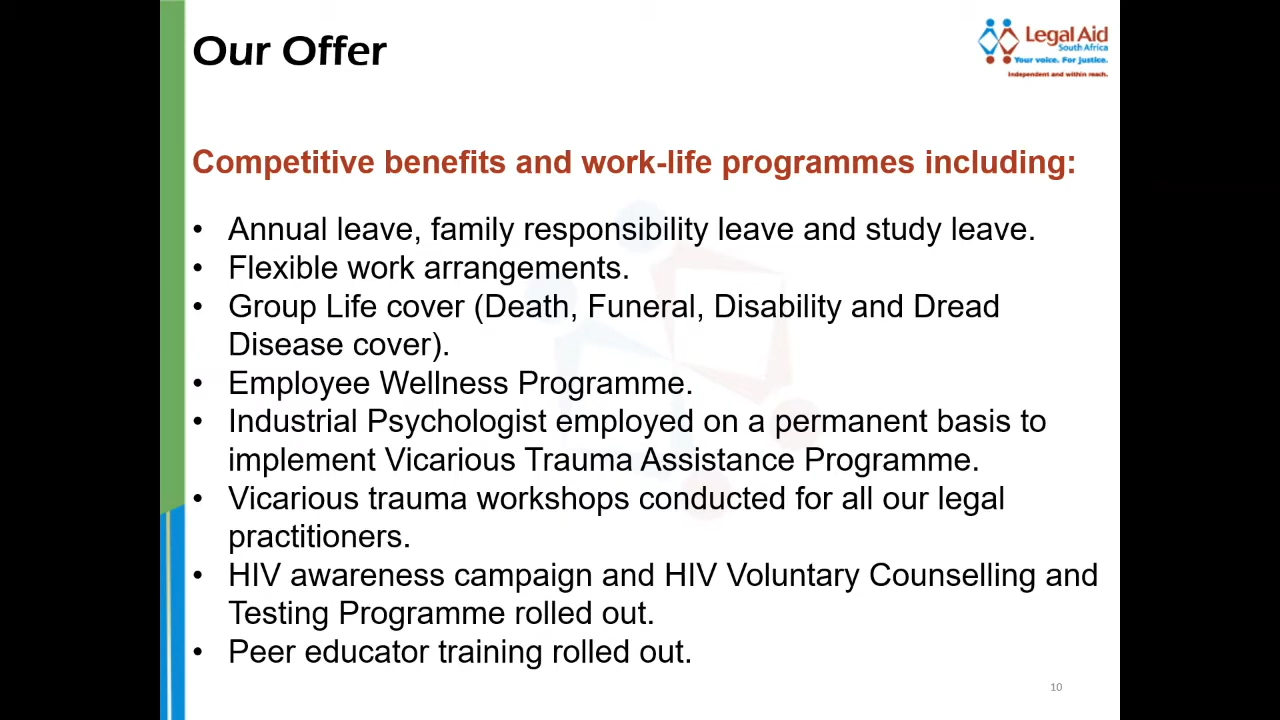 Our Offer
Legal Aid
South Africa
Your voice. For justice.
Independent and within reach.
Competitive benefits and work-life programmes including:
• Annual leave, family responsibility leave and study leave.
• Flexible work arrangements.
• Group Life cover (Death, Funeral, Disability and Dread
Disease cover).
• Employee Wellness Programme.
• Industrial Psychologist employed on a permanent basis to
implement Vicarious Trauma Assistance Programme.
• Vicarious trauma workshops conducted for all our legal
practitioners.
• HIV awareness campaign and HIV Voluntary Counselling and
Testing Programme rolled out.
• Peer educator training rolled out.
10